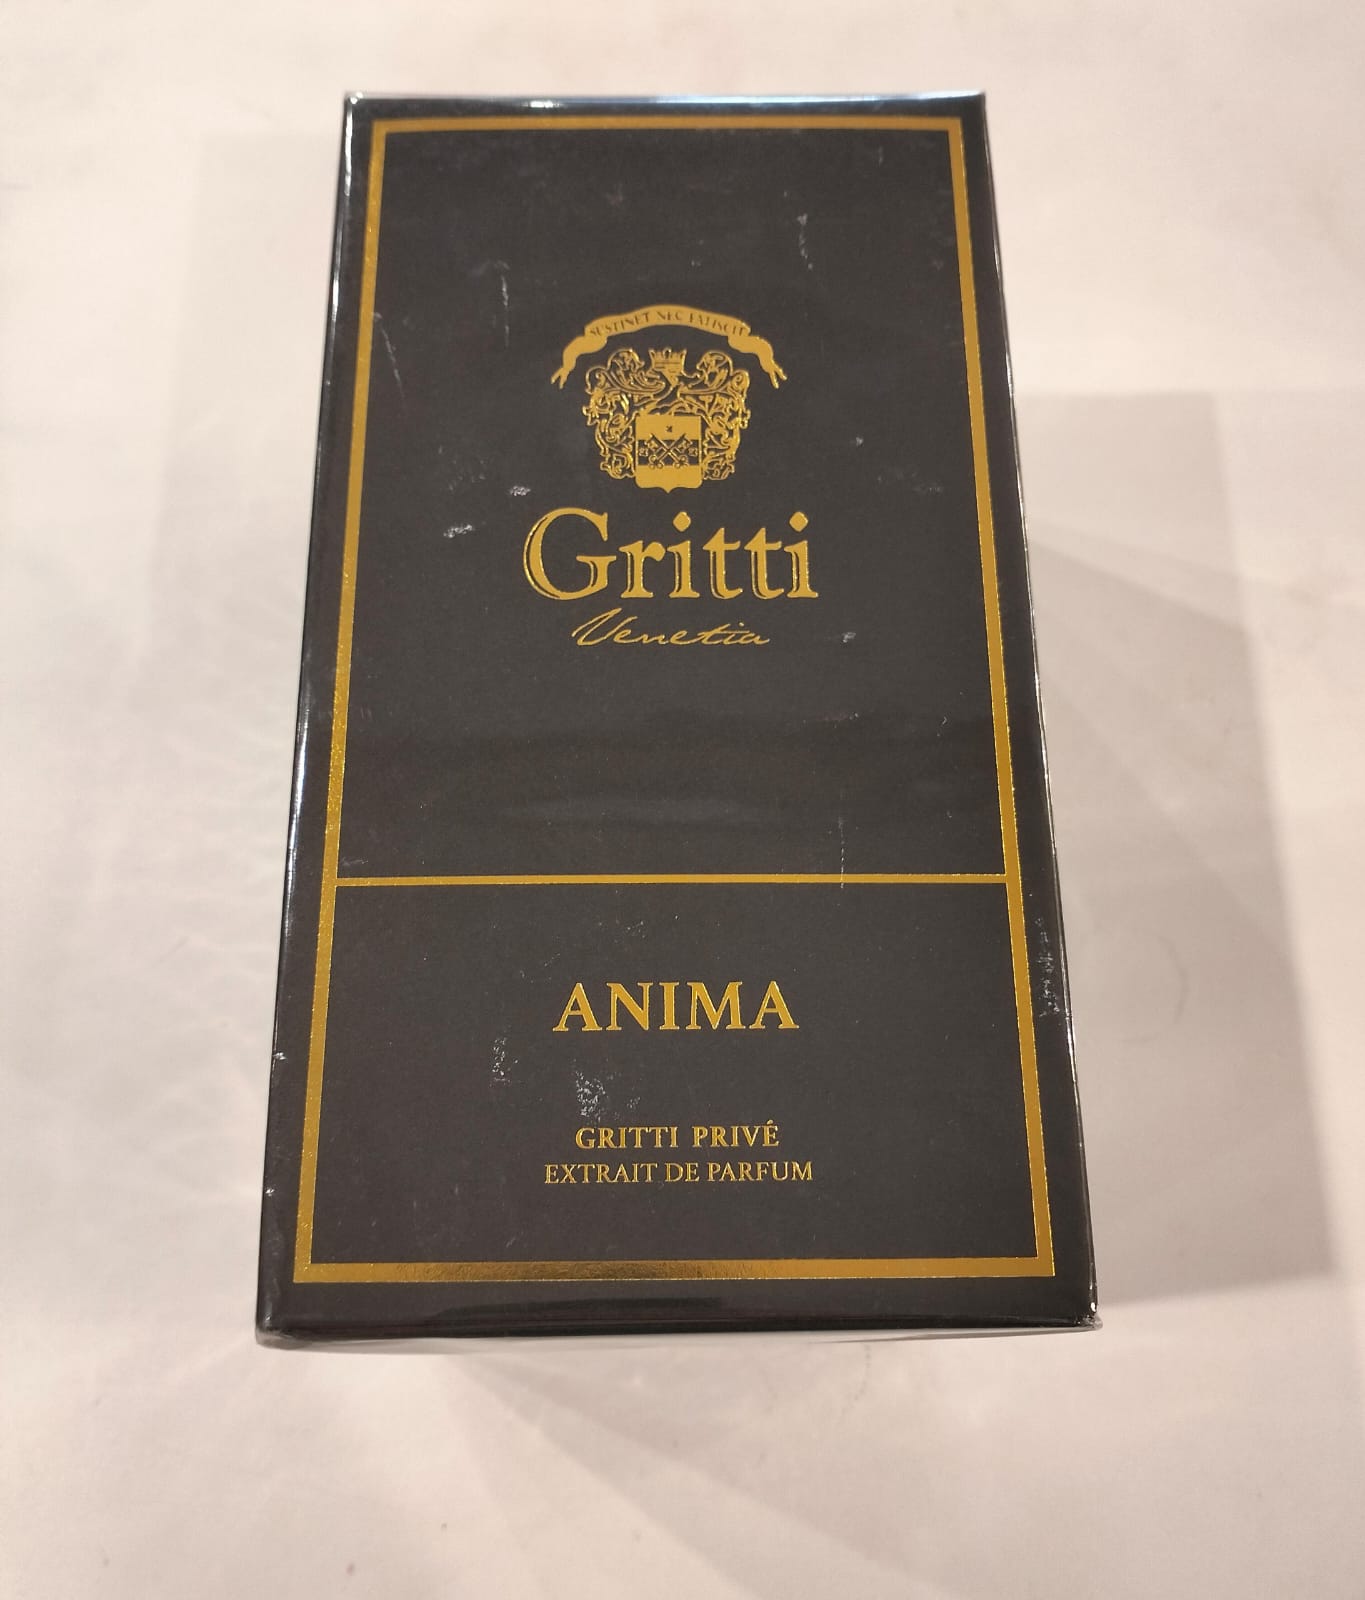 SUSTINET NEC FATISCIT
Gritti
Venetia
ANIMA
GRITTI PRIVÉ
EXTRAIT DE PARFUM